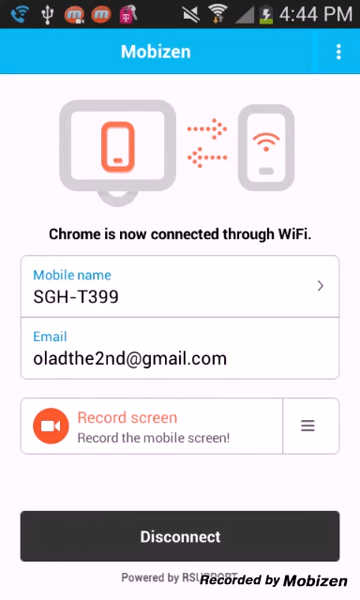 4:44 PM
Mobizen
Chrome is now connected through WiFi.
Mobile name
SGH-T399
Email
oladthe2nd@gmail.com
Record screen
Record the mobile screen!
Disconnect
Powered by RSUPPORT
Recorded by Mobizen